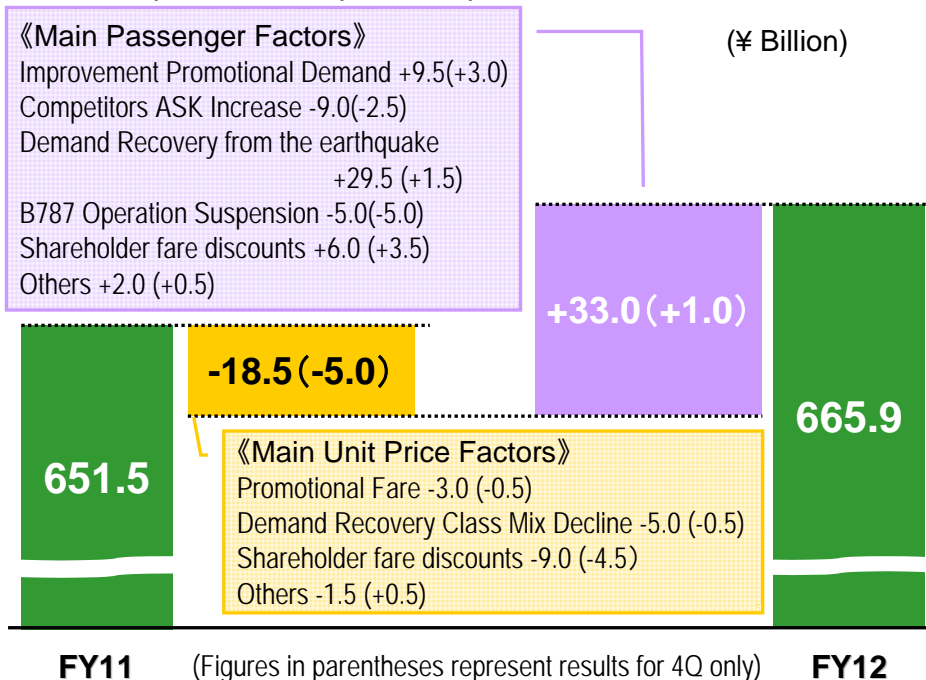 《Main Passenger Factors》
Improvement Promotional Demand +9.5(+3.0)
Competitors ASK Increase -9.0(-2.5)
Demand Recovery from the earthquake
+29.5 (+1.5)
B787 Operation Suspension -5.0(-5.0)
Shareholder fare discounts +6.0 (+3.5)
Others +2.0 (+0.5)
(¥ Billion)
+33.0(+1.0)
-18.5(-5.0)
665.9
651.5
《Main Unit Price Factors》
Promotional Fare -3.0 (-0.5)
Demand Recovery Class Mix Decline -5.0 (-0.5)
Shareholder fare discounts -9.0 (-4.5)
Others -1.5 (+0.5)
FY11 (Figures in parentheses represent results for 4Q only) FY12